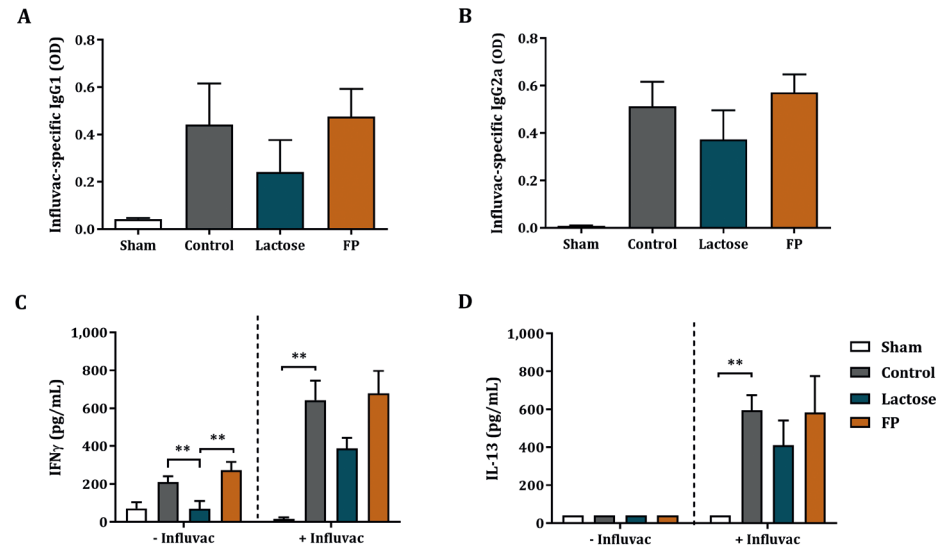 A
Influvac-specific IgG1 (OD)
0.8
0.6
0.4
0.2
0.0
Sham Control Lactose FP
B
Influvac-specific IgG2a (OD)
0.8
0.6
0.4
0.2
0.0
Sham Control Lactose FP
C
IFNγ (pg/mL)
1,000
800
600
400
200
0
**
**
**
- Influvac + Influvac
D
IL-13 (pg/mL)
1,000
800
600
400
200
0
**
- Influvac + Influvac
Sham
Control
Lactose
FP